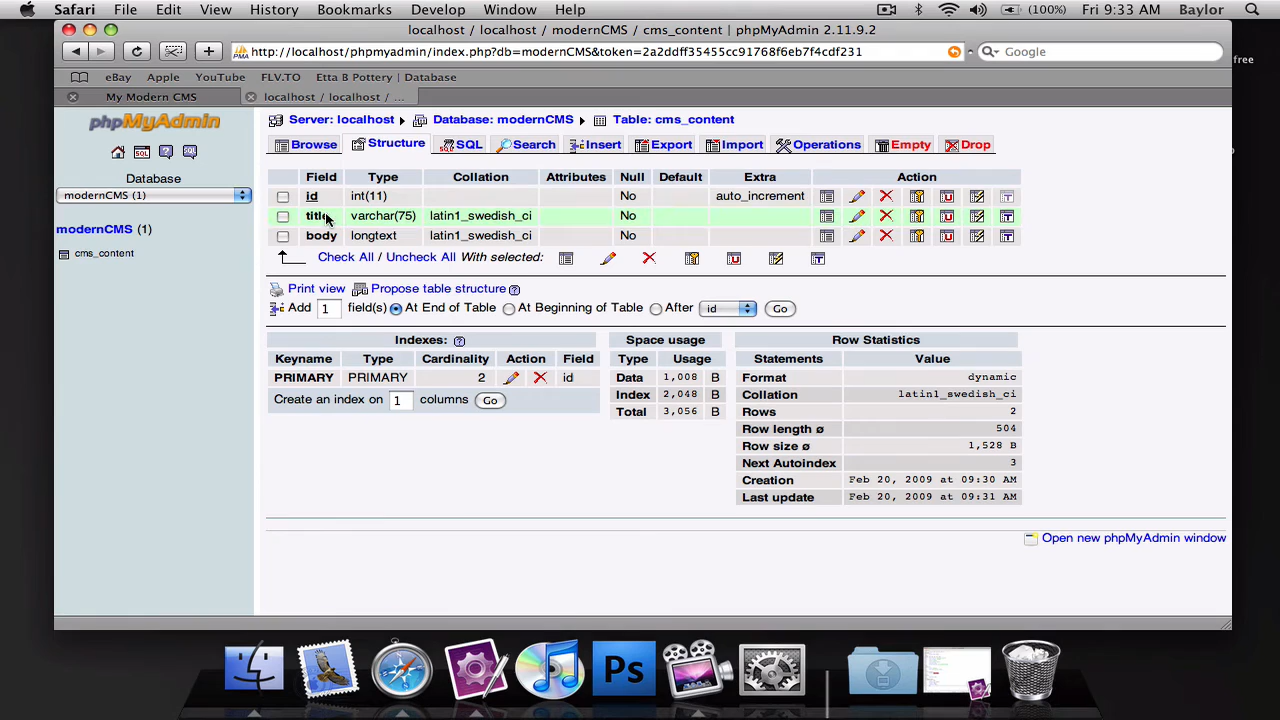 Safari File Edit View History Bookmarks Develop Window Help (100%) Fri 9:33 AM Baylor
localhost / localhost / modernCMS / cms_content | phpMyAdmin 2.11.9.2
http://localhost/phpmyadmin/index.php?db=modernCMS&token=2a2ddff35455cc91768f6eb7f4cdf231 Google
free
eBay Apple YouTube FLV.TO Etta B Pottery | Database
My Modern CMS localhost / localhost / ...
phpMyAdmin
Database
modernCMS (1)
modernCMS (1)
cms_content
Server: localhost Database: modernCMS Table: cms_content
Browse Structure SQL Search Insert Export Import Operations Empty Drop
Field Type Collation Attributes Null Default Extra Action
id int(11) No auto_increment
title varchar(75) latin1_swedish_ci No
body longtext latin1_swedish_ci No
Check All / Uncheck All With selected:
Print view Propose table structure
Add 1 field(s) At End of Table At Beginning of Table After id Go
Indexes:
Keyname Type Cardinality Action Field
PRIMARY PRIMARY 2 id
Create an index on 1 columns Go
Space usage
Type Usage
Data 1,008 B
Index 2,048 B
Total 3,056 B
Row Statistics
Statements Value
Format dynamic
Collation latin1_swedish_ci
Rows 2
Row length ø 504
Row size ø 1,528 B
Next Autoindex 3
Creation Feb 20, 2009 at 09:30 AM
Last update Feb 20, 2009 at 09:31 AM
Open new phpMyAdmin window
Ps